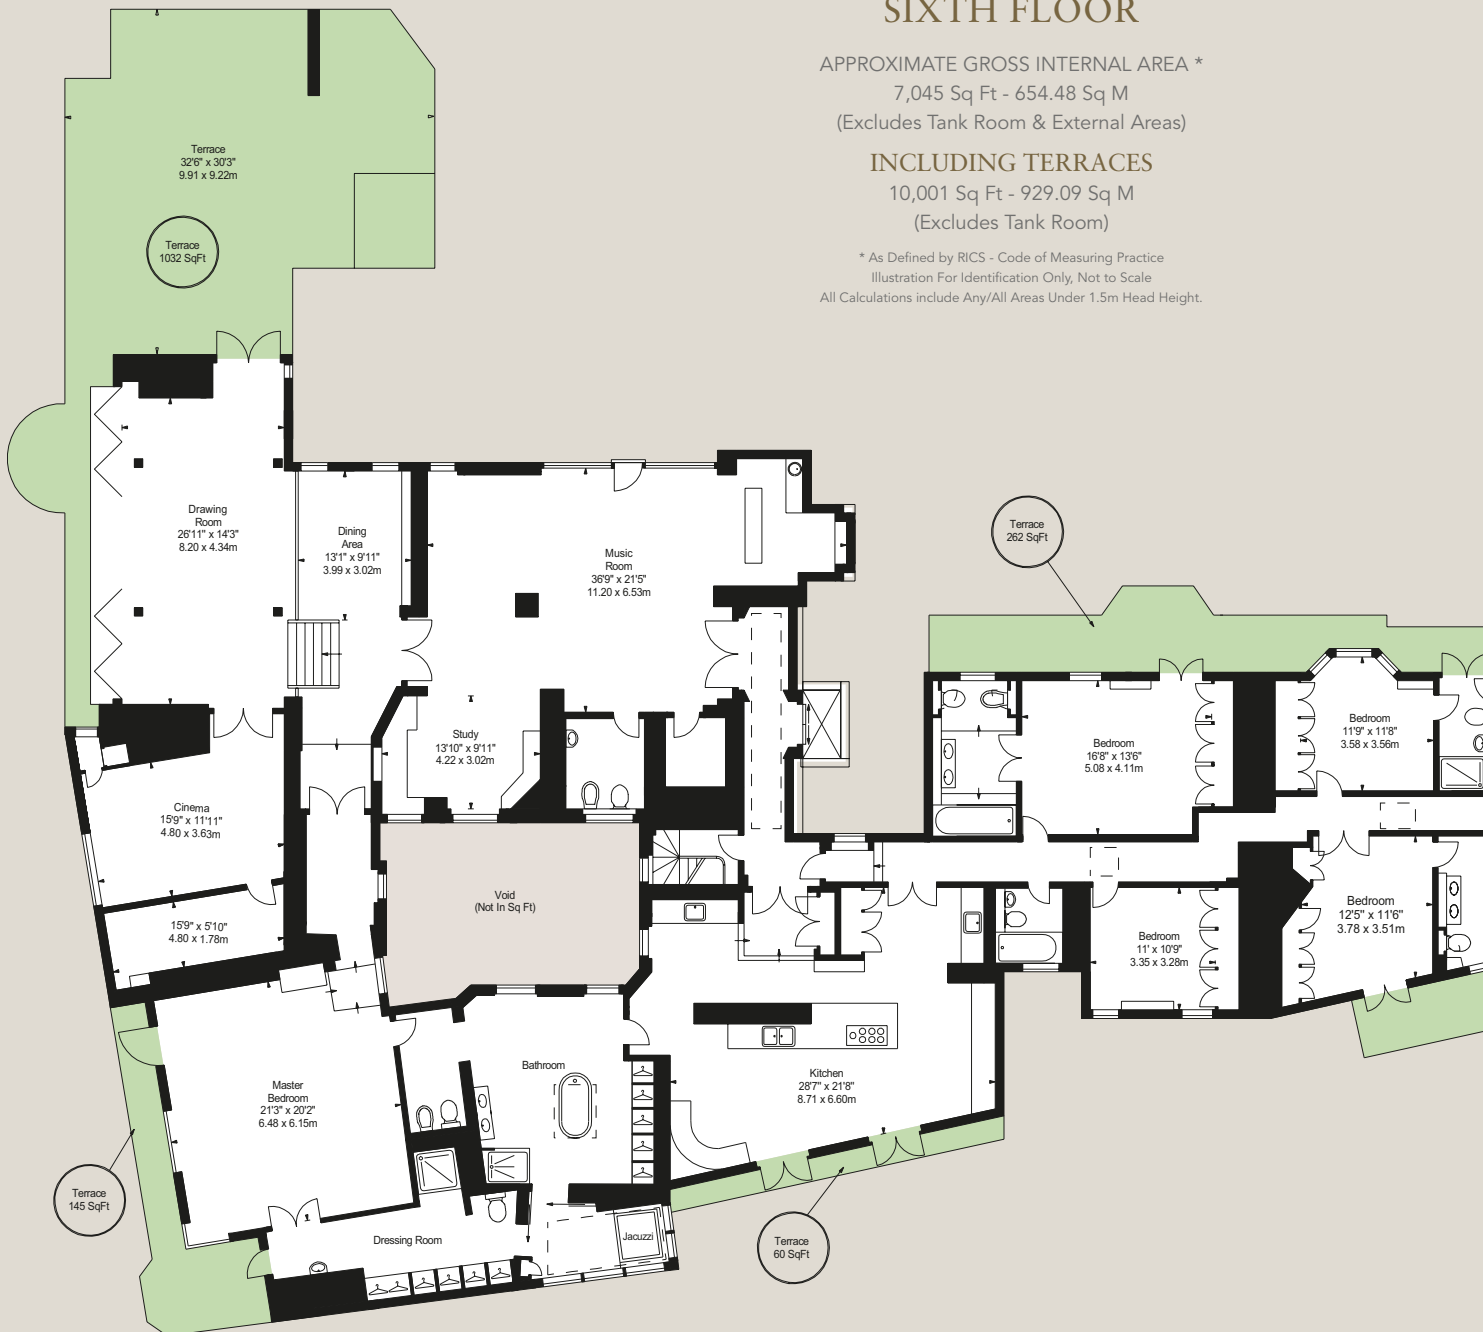 SIXTH FLOOR
APPROXIMATE GROSS INTERNAL AREA *
7,045 Sq Ft - 654.48 Sq M
(Excludes Tank Room & External Areas)
INCLUDING TERRACES
10,001 Sq Ft - 929.09 Sq M
(Excludes Tank Room)
* As Defined by RICS - Code of Measuring Practice
Illustration For Identification Only, Not to Scale
All Calculations include Any/All Areas Under 1.5m Head Height.
Terrace
32'6" x 30'3"
9.91 x 9.22m
Terrace
1032 SqFt
Drawing
Room
26'11" x 14'3"
8.20 x 4.34m
Dining
Area
13'1" x 9'11"
3.99 x 3.02m
Music
Room
36'9" x 21'5"
11.20 x 6.53m
Terrace
262 SqFt
Study
13'10" x 9'11"
4.22 x 3.02m
Bedroom
16'8" x 13'6"
5.08 x 4.11m
Bedroom
11'9" x 11'8"
3.58 x 3.56m
Cinema
15'9" x 11'11"
4.80 x 3.63m
Void
(Not In Sq Ft)
15'9" x 5'10"
4.80 x 1.78m
Bedroom
11' x 10'9"
3.35 x 3.28m
Bedroom
12'5" x 11'6"
3.78 x 3.51m
Master
Bedroom
21'3" x 20'2"
6.48 x 6.15m
Bathroom
Kitchen
28'7" x 21'8"
8.71 x 6.60m
Terrace
145 SqFt
Dressing Room
Jacuzzi
Terrace
60 SqFt